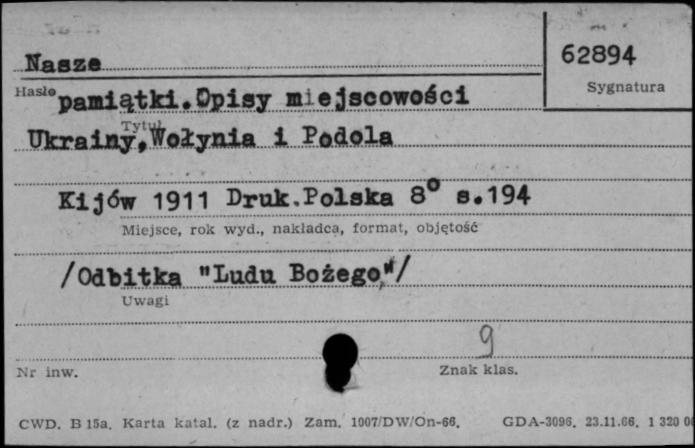 Nasze
62894
Sygnatura
Hasło
pamiątki.Opisy miejscowości
Tytuł
Ukrainy,Wołynia i Podola
Kijów 1911 Druk.Polska 8° s.194
Miejsce, rok wyd., nakładca, format, objętość
/Odbitka "Ludu Bożego"/
Uwagi
9
Nr inw.
Znak klas.
CWD. B 15a. Karta katal. (z nadr.) Zam. 1007/DW/On-66. GDA-3096. 23.11.66. 1 320